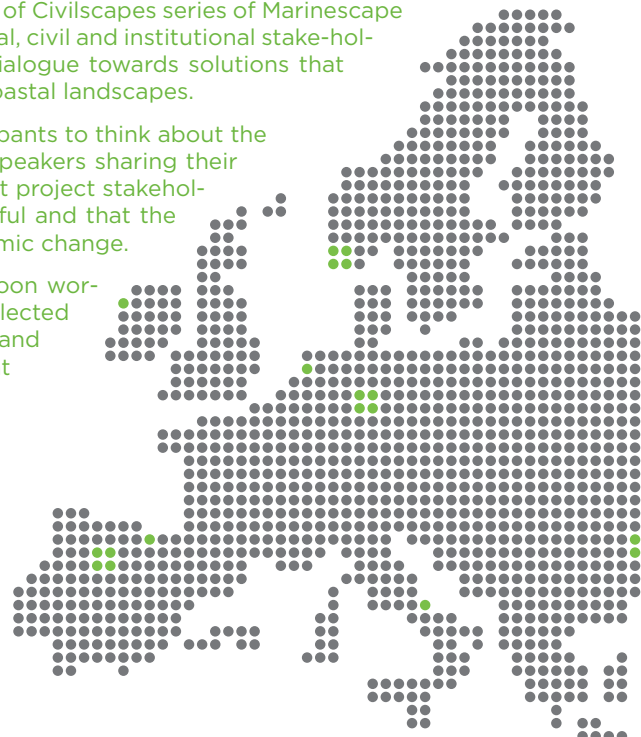 of Civilscapes series of Marinescape
al, civil and institutional stake-hol-
ialogue towards solutions that
oastal landscapes.
pants to think about the
speakers sharing their
t project stakehol-
ful and that the
mic change.
oon wor-
lected
and
t